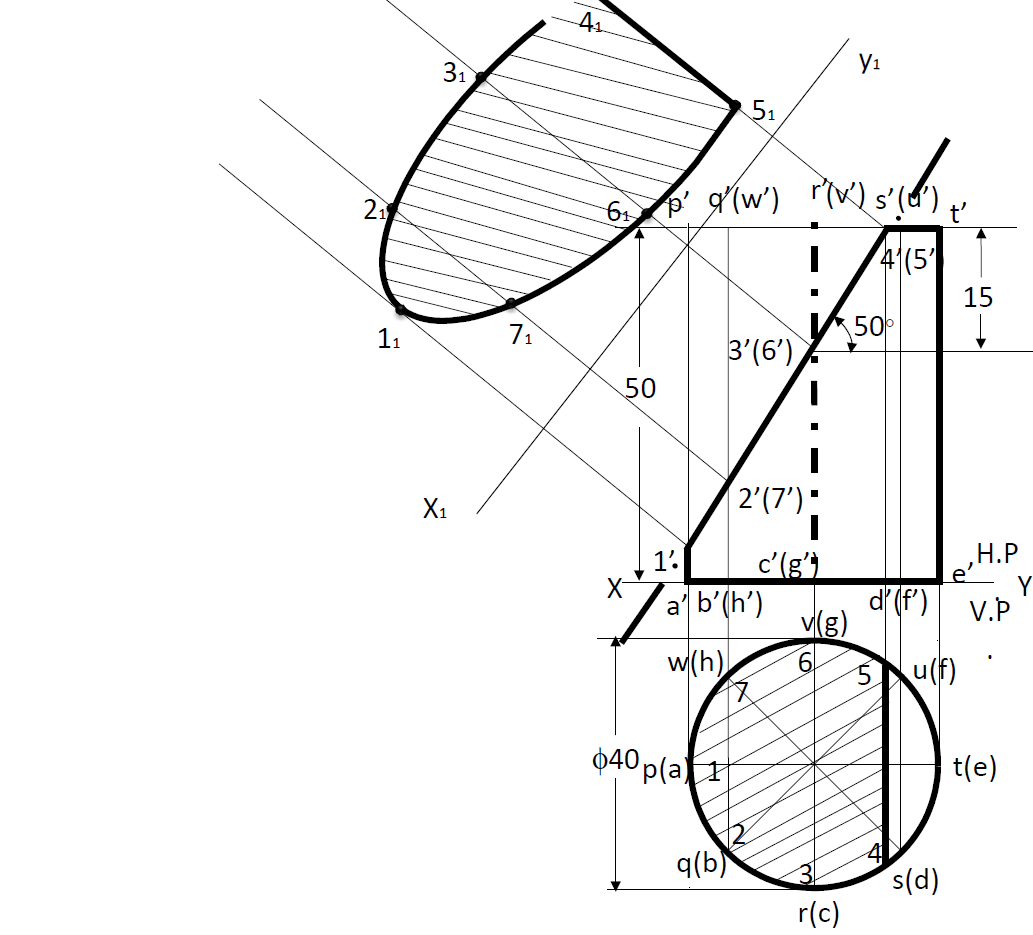 4₁
3₁
y₁
5₁
2₁
6₁
p’
q’(w’)
r’(v’)
s’(u’)
t’
4’(5’)
15
50°
3’(6’)
1₁
7₁
50
X₁
2’(7’)
1’.
c’(g’)
e’
H.P
X
Y
a’
b’(h’)
d’(f’)
V.P
.
v(g)
w(h)
6
5
u(f)
7
ϕ40
p(a)
1
t(e)
2
q(b)
4
3
s(d)
r(c)